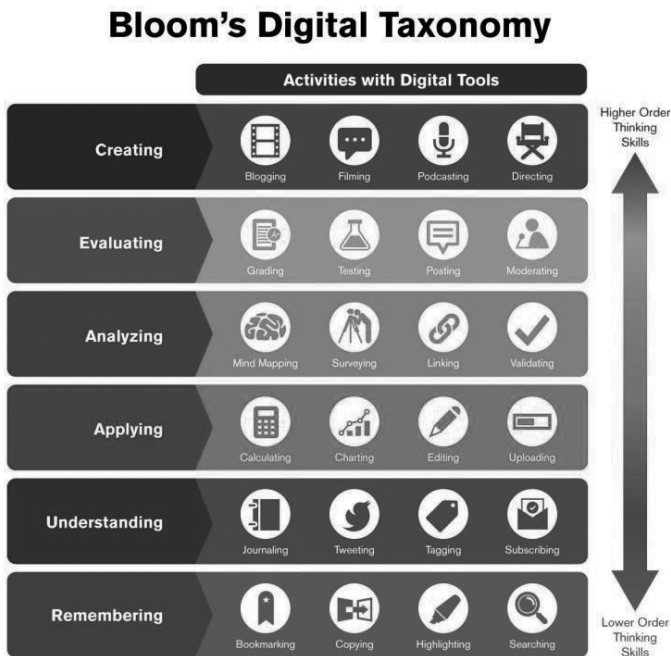 Bloom’s Digital Taxonomy
Activities with Digital Tools
Higher Order
Thinking
Skills
Creating
Blogging Filming Podcasting Directing
Evaluating
A+
Grading Testing Posting Moderating
Analyzing
Mind Mapping Surveying Linking Validating
Applying
Calculating Charting Editing Uploading
Understanding
Journaling Tweeting Tagging Subscribing
Remembering
Bookmarking Copying Highlighting Searching
Lower Order
Thinking
Skills